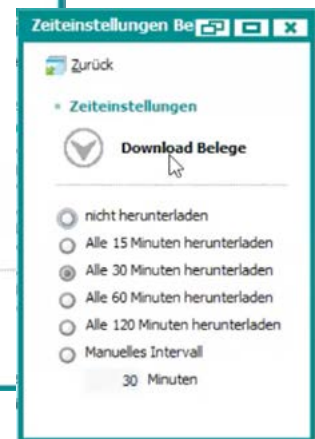 Zeiteinstellungen Be
Zurück
Zeiteinstellungen
Download Belege
nicht herunterladen
Alle 15 Minuten herunterladen
Alle 30 Minuten herunterladen
Alle 60 Minuten herunterladen
Alle 120 Minuten herunterladen
Manuelles Intervall
30 Minuten